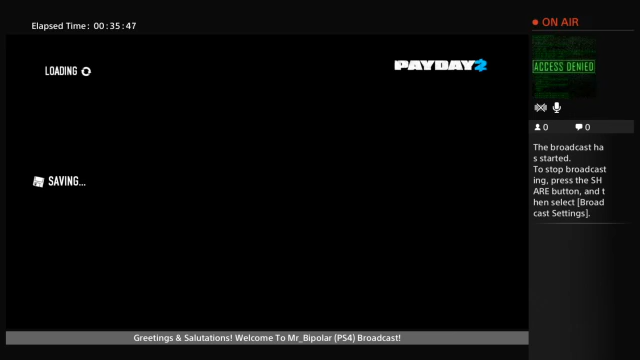 Elapsed Time: 00:35:47
ON AIR
LOADING
PAYDAY 2
ACCESS DENIED
0 0
The broadcast ha
s started.
To stop broadcast
ing, press the SH
ARE button, and t
hen select [Broad
cast Settings].
SAVING...
Greetings & Salutations! Welcome To Mr_Bipolar (PS4) Broadcast!